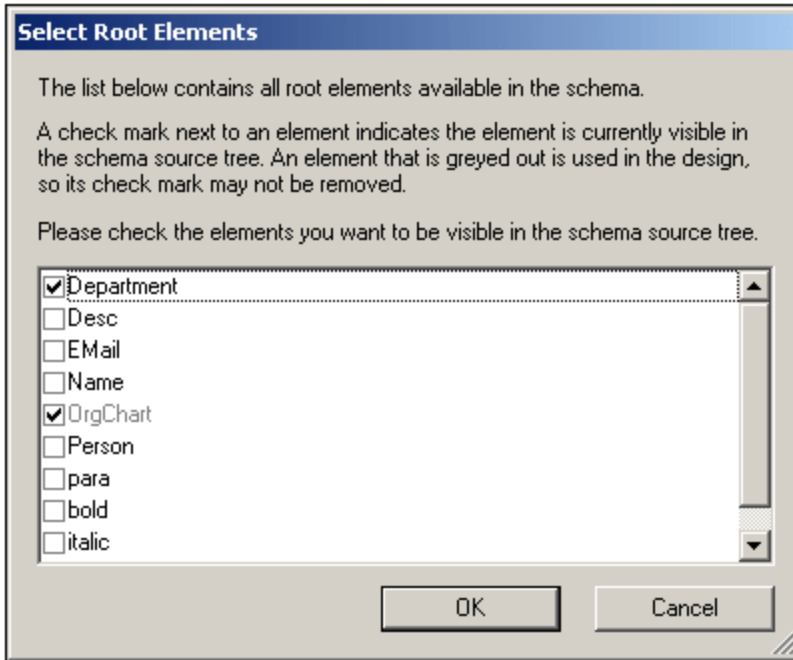 Select Root Elements
The list below contains all root elements available in the schema.
A check mark next to an element indicates the element is currently visible in
the schema source tree. An element that is greyed out is used in the design,
so its check mark may not be removed.
Please check the elements you want to be visible in the schema source tree.
Department
Desc
EMail
Name
OrgChart
Person
para
bold
italic
OK
Cancel